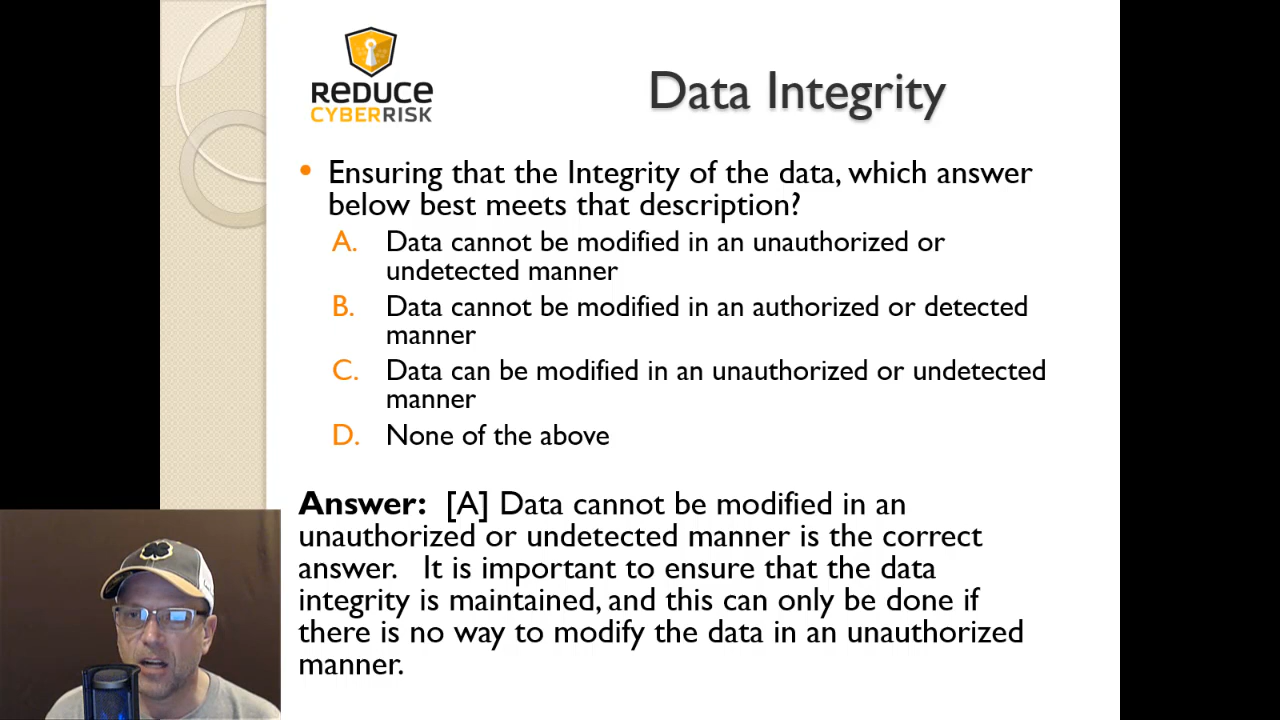 REDUCE
CYBERRISK
Data Integrity
• Ensuring that the Integrity of the data, which answer
below best meets that description?
A. Data cannot be modified in an unauthorized or
undetected manner
B. Data cannot be modified in an authorized or detected
manner
C. Data can be modified in an unauthorized or undetected
manner
D. None of the above
Answer: [A] Data cannot be modified in an
unauthorized or undetected manner is the correct
answer. It is important to ensure that the data
integrity is maintained, and this can only be done if
there is no way to modify the data in an unauthorized
manner.